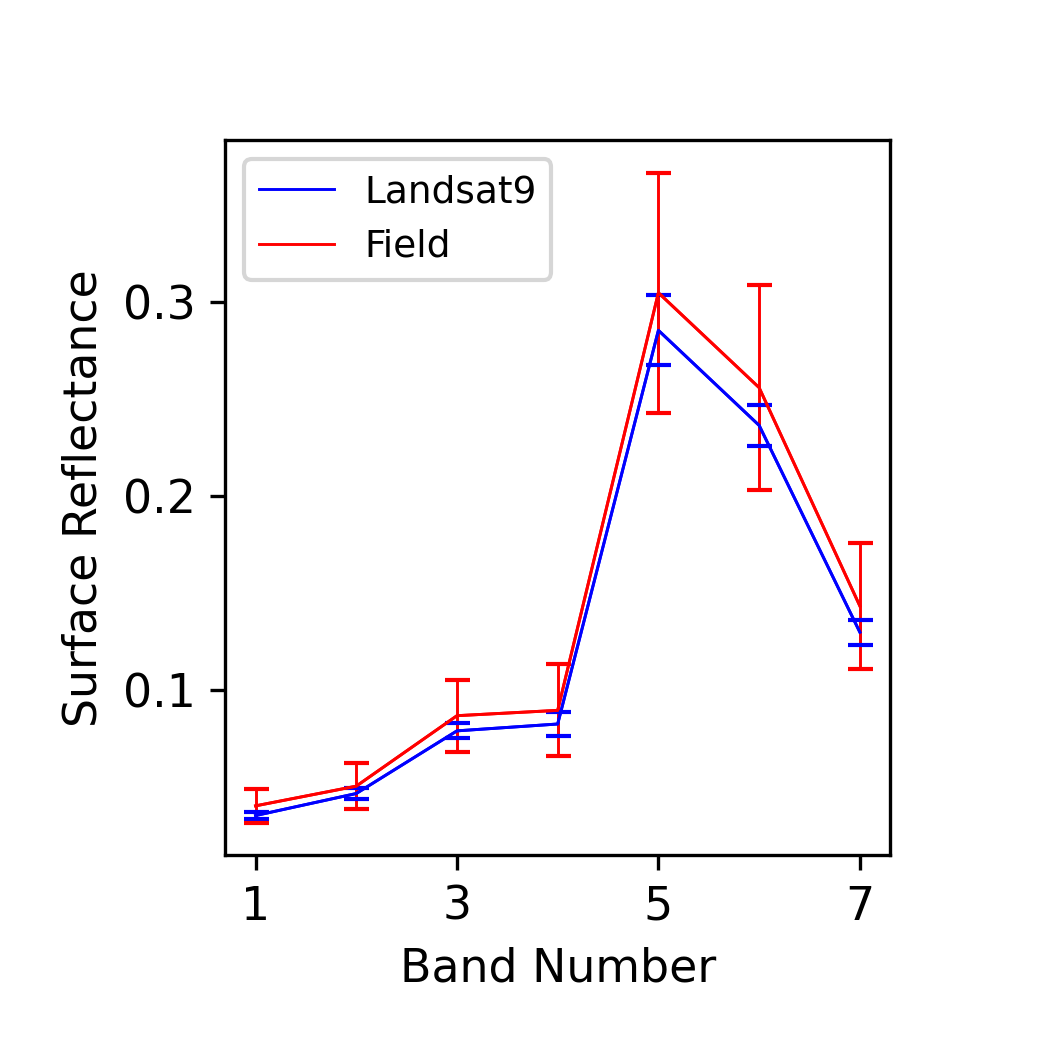 Landsat9
Field
Surface Reflectance
0.3
0.2
0.1
1 3 5 7
Band Number